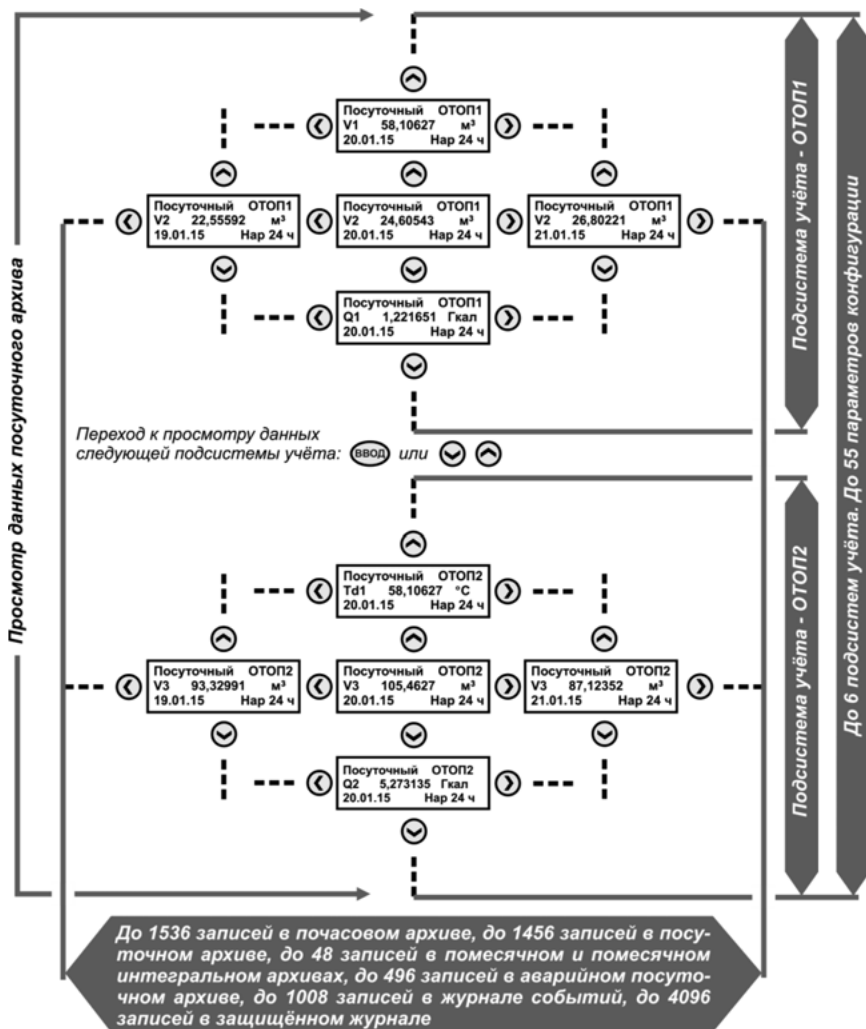 Просмотр данных посуточного архива
Посуточный ОТОП1
V1 58,10627 м³
20.01.15 Нар 24 ч
Посуточный ОТОП1
V2 22,55592 м³
19.01.15 Нар 24 ч
Посуточный ОТОП1
V2 24,60543 м³
20.01.15 Нар 24 ч
Посуточный ОТОП1
V2 26,80221 м³
21.01.15 Нар 24 ч
Посуточный ОТОП1
Q1 1,221651 Гкал
20.01.15 Нар 24 ч
Подсистема учёта - ОТОП1
До 6 подсистем учёта. До 55 параметров конфигурации
Переход к просмотру данных
следующей подсистемы учёта: ВВОД или
Посуточный ОТОП2
Td1 58,10627 °C
20.01.15 Нар 24 ч
Посуточный ОТОП2
V3 93,32991 м³
19.01.15 Нар 24 ч
Посуточный ОТОП2
V3 105,4627 м³
20.01.15 Нар 24 ч
Посуточный ОТОП2
V3 87,12352 м³
21.01.15 Нар 24 ч
Посуточный ОТОП2
Q2 5,273135 Гкал
20.01.15 Нар 24 ч
Подсистема учёта - ОТОП2
До 1536 записей в почасовом архиве, до 1456 записей в посу-
точном архиве, до 48 записей в помесячном и помесячном
интегральном архивах, до 496 записей в аварийном посуто-
чном архиве, до 1008 записей в журнале событий, до 4096
записей в защищённом журнале